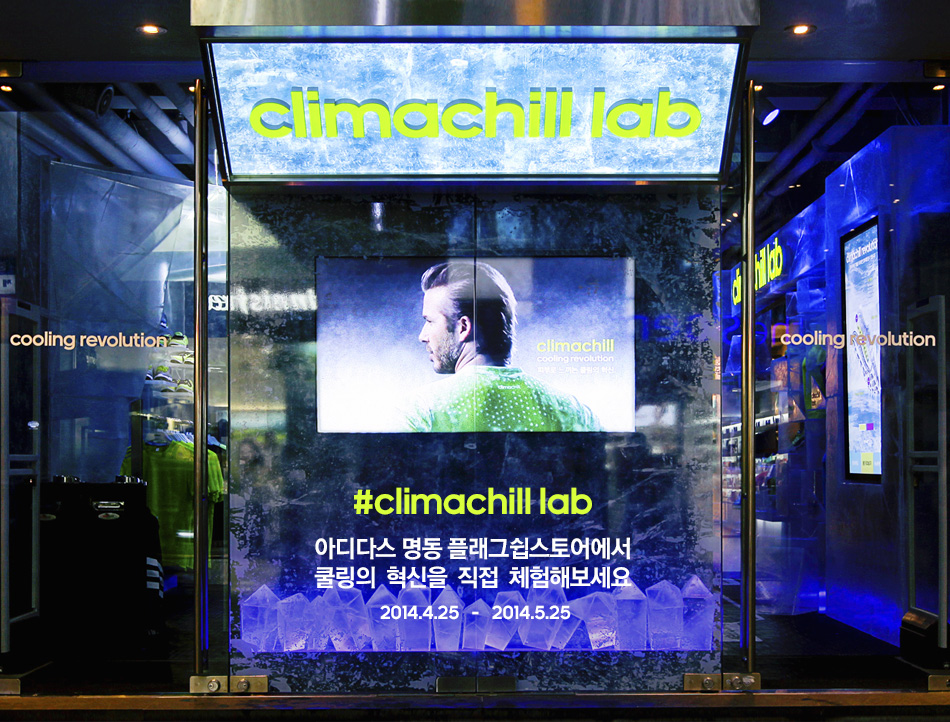 climachill lab
climachill lab
climachill
cooling revolution
cooling revolution
cooling revolution
#climachill lab
아디다스 명동 플래그쉽스토어에서
쿨링의 혁신을 직접 체험해보세요
2014.4.25 - 2014.5.25